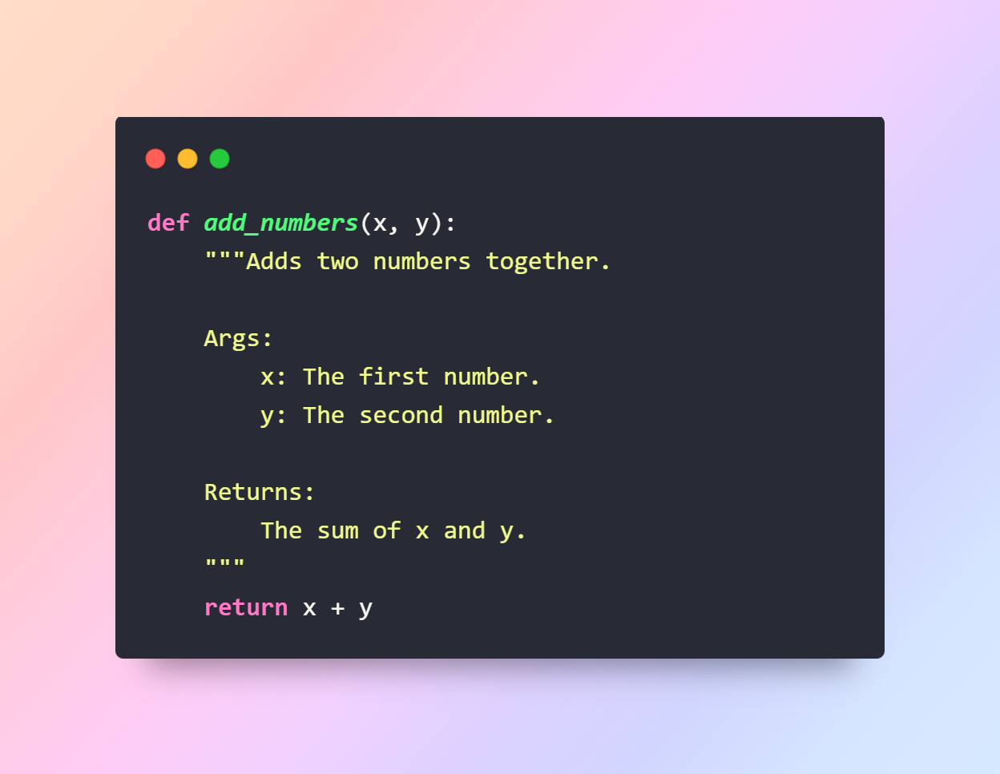 def add_numbers(x, y):
    """Adds two numbers together.

    Args:
        x: The first number.
        y: The second number.

    Returns:
        The sum of x and y.
    """
    return x + y